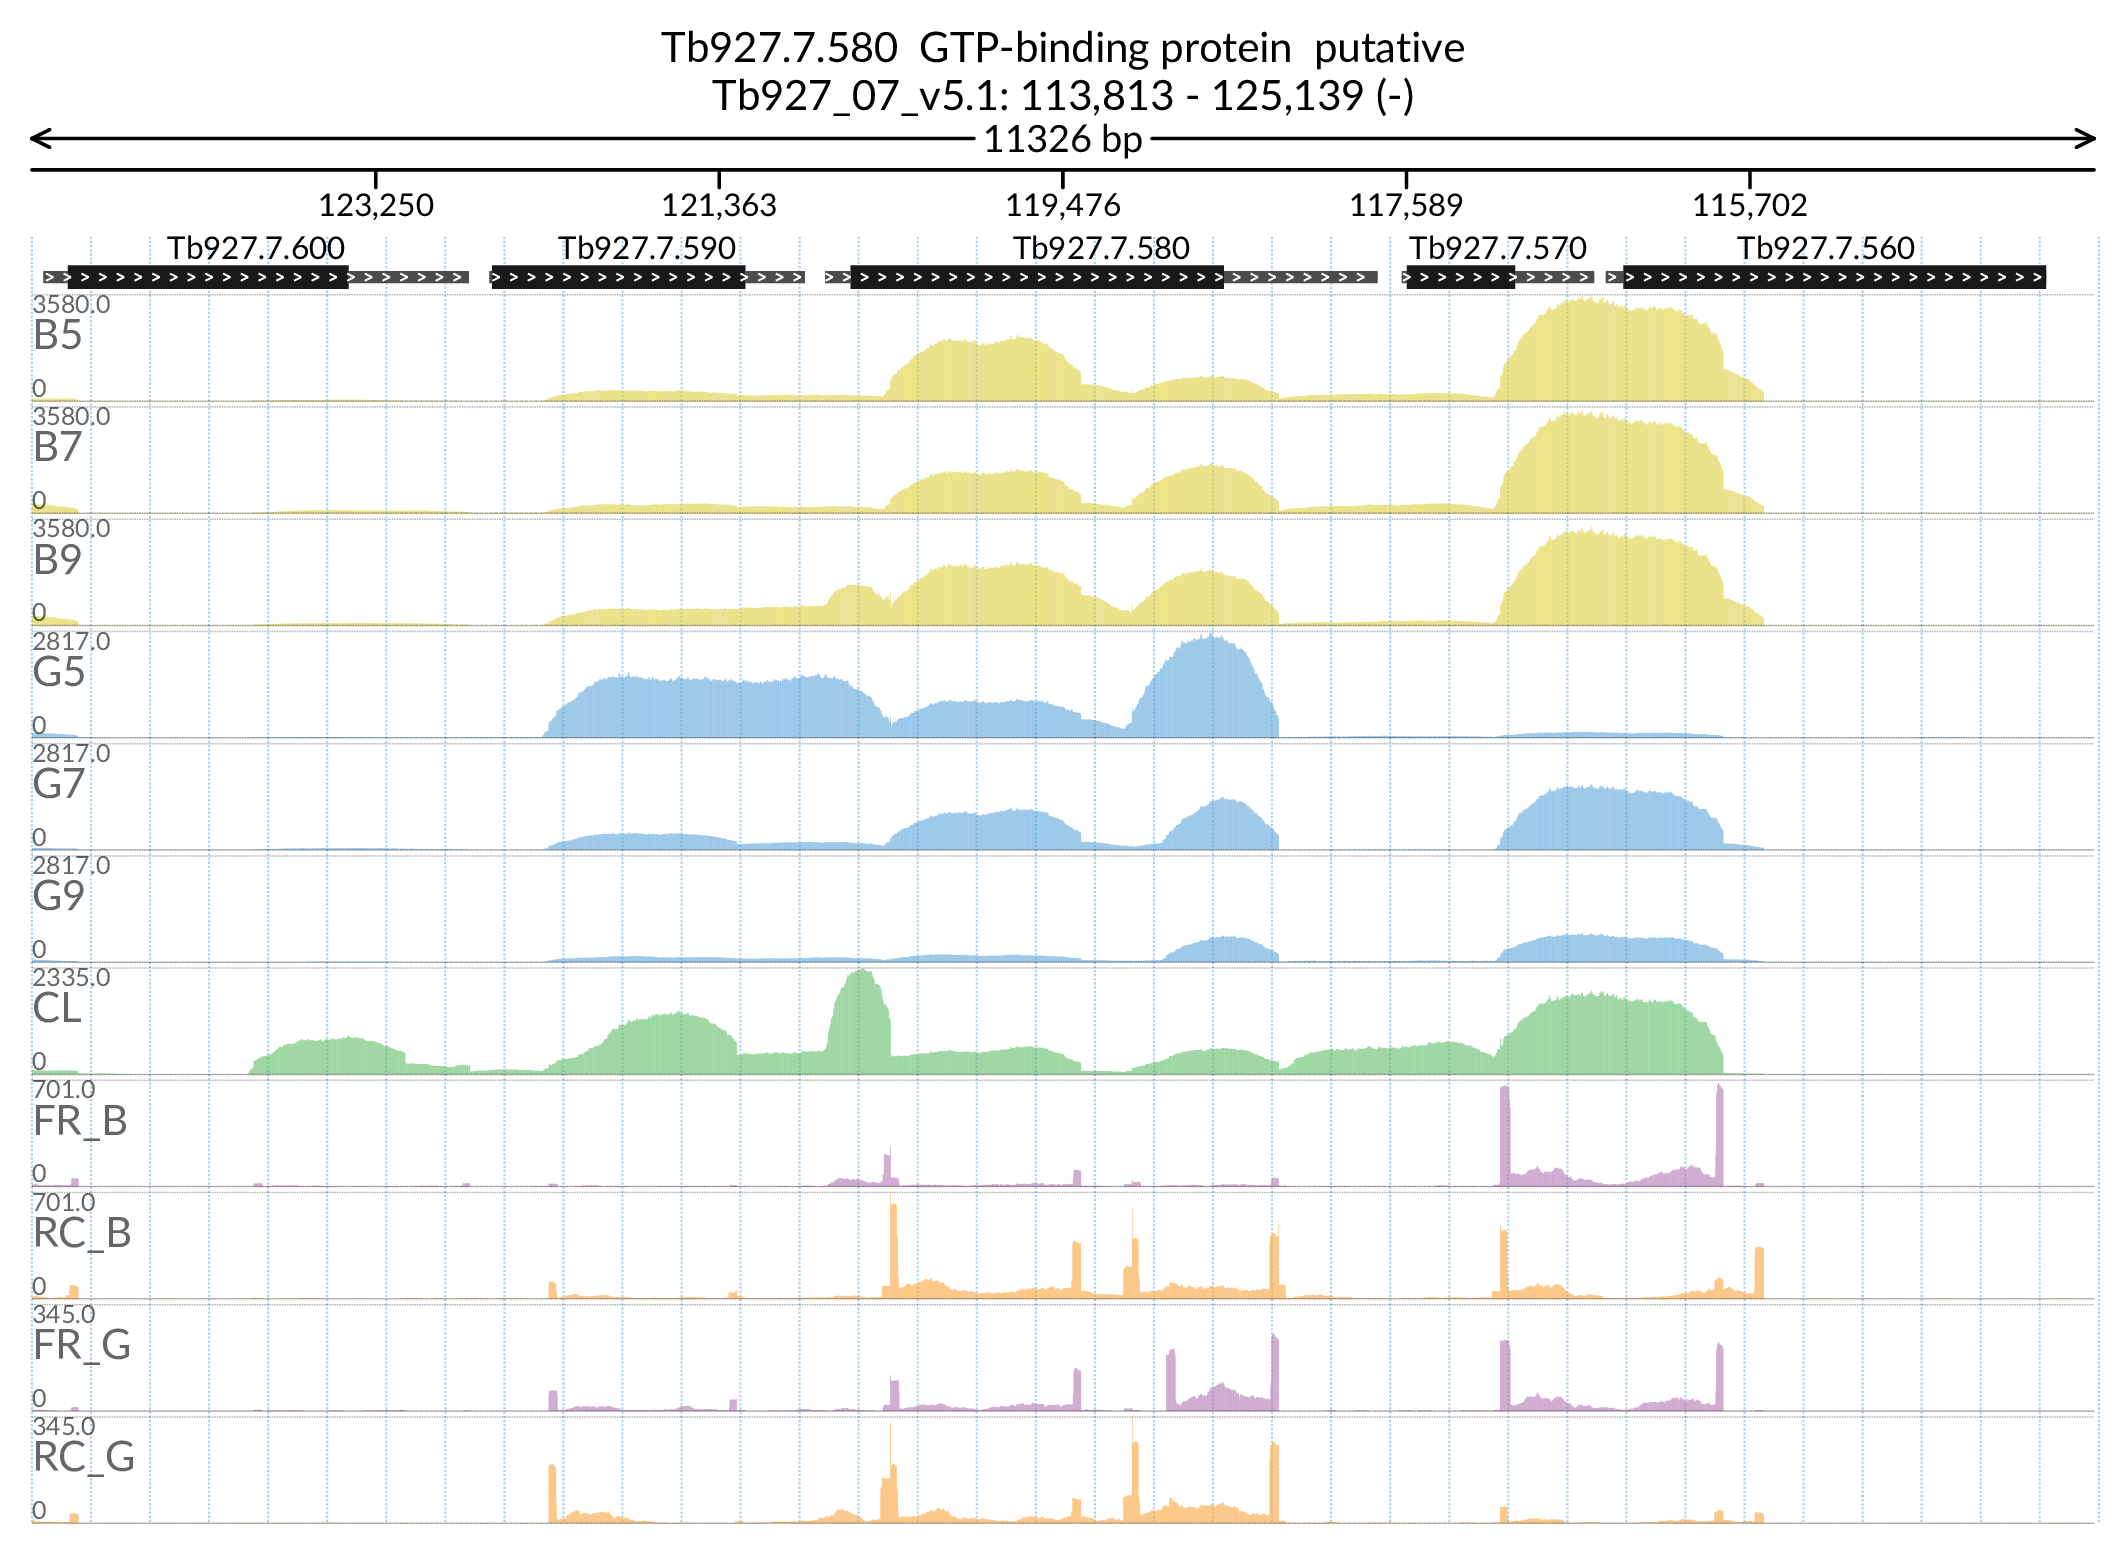 Tb927.7.580  GTP-binding protein  putative
Tb927_07_v5.1: 113,813 - 125,139 (-)
11326 bp
123,250 121,363 119,476 117,589 115,702
Tb927.7.600 Tb927.7.590 Tb927.7.580 Tb927.7.570 Tb927.7.560
3580.0
B5
0
3580.0
B7
0
3580.0
B9
0
2817.0
G5
0
2817.0
G7
0
2817.0
G9
0
2335.0
CL
0
701.0
FR_B
0
701.0
RC_B
0
345.0
FR_G
0
345.0
RC_G
0